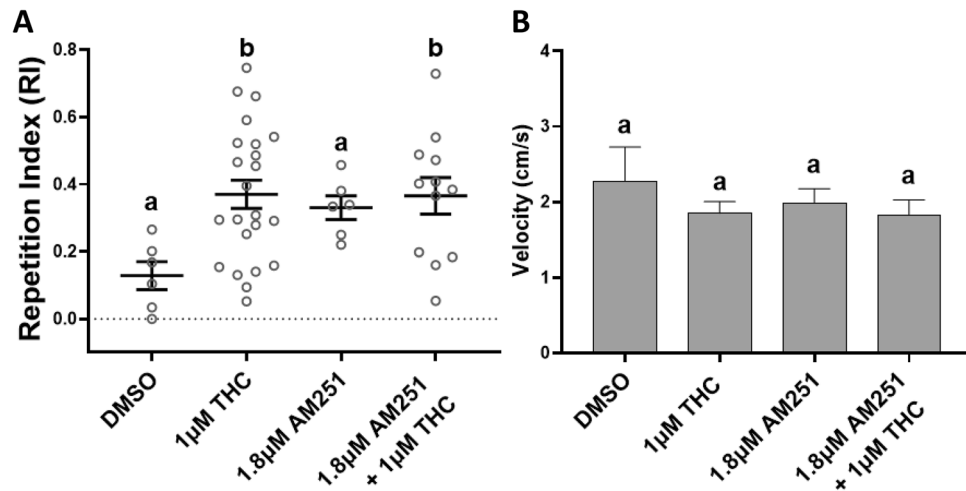 A
Repetition Index (RI)
0.8
0.6
0.4
0.2
0.0
a
b
a
b
DMSO
1µM THC
1.8µM AM251
1.8µM AM251
+ 1µM THC
B
Velocity (cm/s)
4
3
2
1
0
a
a
a
a
DMSO
1µM THC
1.8µM AM251
1.8µM AM251
+ 1µM THC